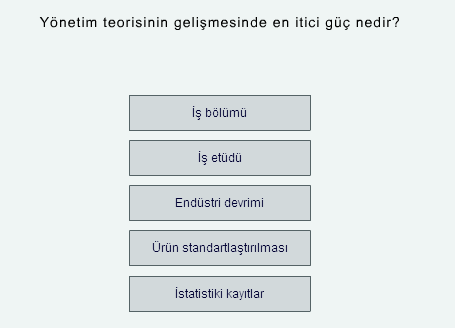 Yönetim teorisinin gelişmesinde en itici güç nedir?
İş bölümü
İş etüdü
Endüstri devrimi
Ürün standartlaştırılması
İstatistiki kayıtlar